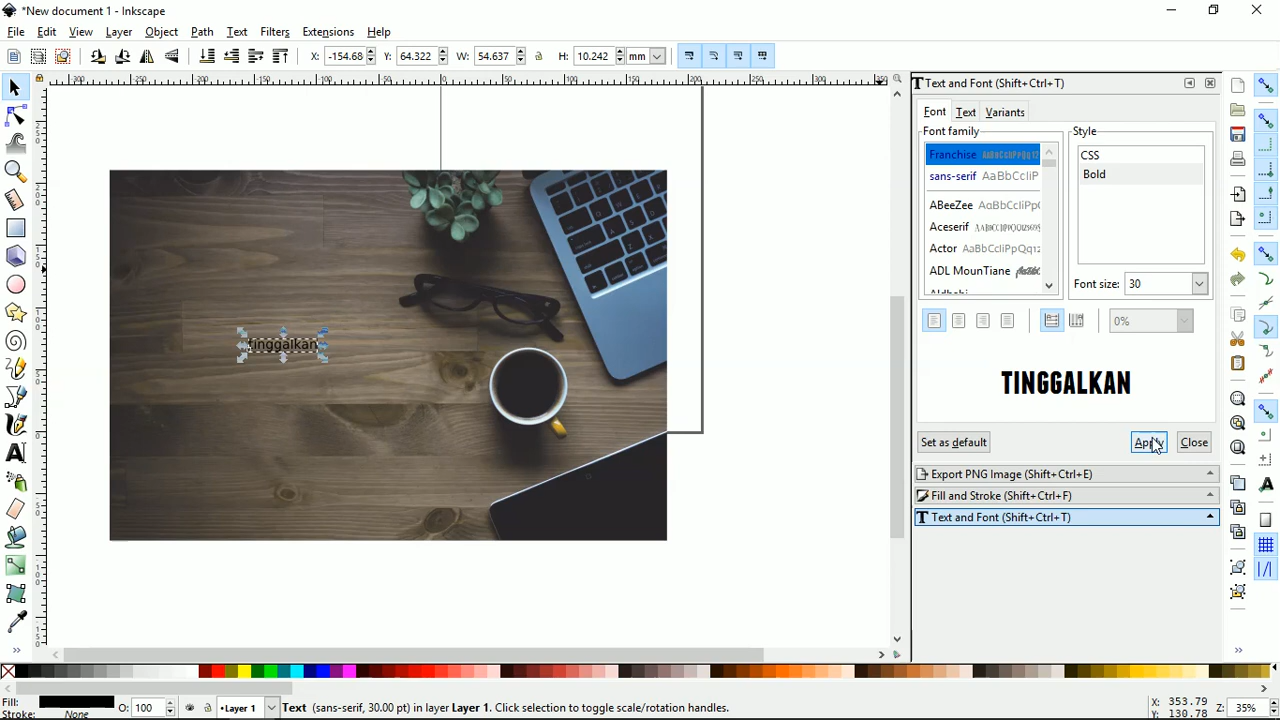 *New document 1 - Inkscape
File Edit View Layer Object Path Text Filters Extensions Help
X: -154.68 Y: 64.322 W: 54.637 H: 10.242 mm
Text and Font (Shift+Ctrl+T)
Font Text Variants
Font family
Style
Franchise
CSS
sans-serif AaBbCcIiP
Bold
ABeeZee AaBbCcIiPp
Aceserif
Actor AaBbCcIiPpQq12
ADL MounTiane
Font size: 30
0%
tinggalkan
TINGGALKAN
Set as default Apply Close
Export PNG Image (Shift+Ctrl+E)
Fill and Stroke (Shift+Ctrl+F)
Text and Font (Shift+Ctrl+T)
Fill:
Stroke: None
O: 100
•Layer 1
Text (sans-serif, 30.00 pt) in layer Layer 1. Click selection to toggle scale/rotation handles.
X: 353.79
Y: 130.78
Z: 35%